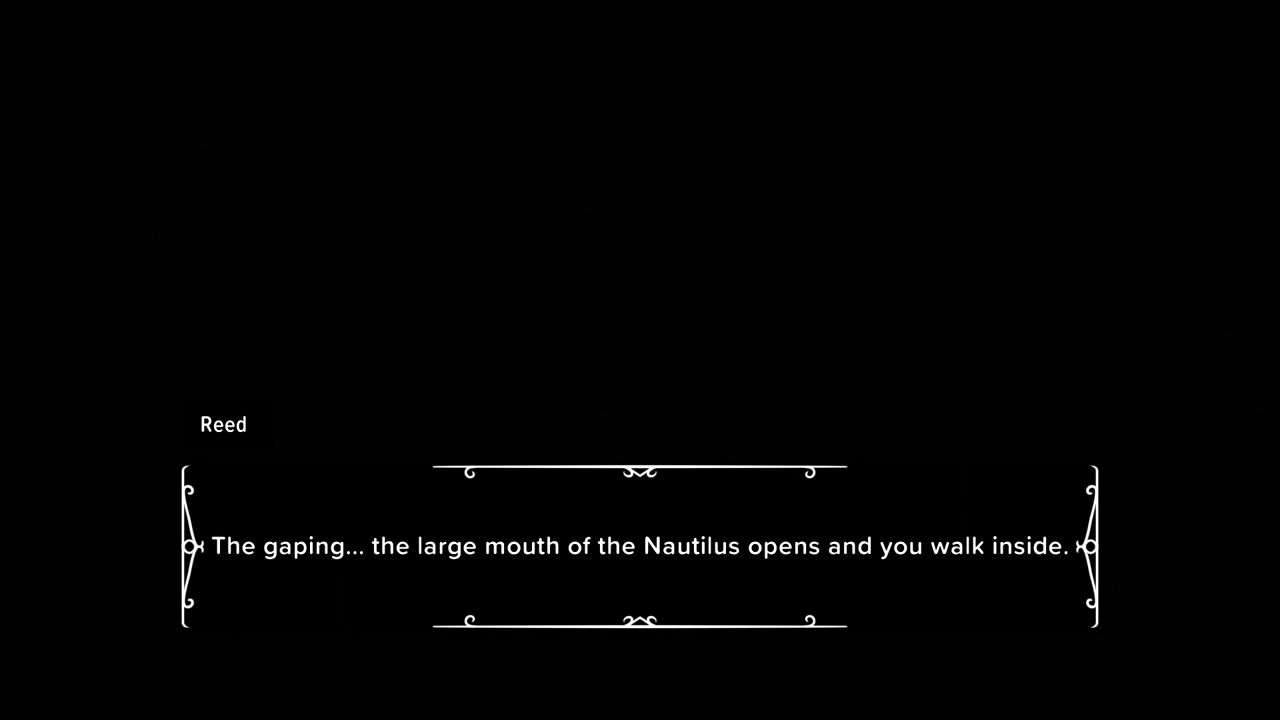 Reed
The gaping... the large mouth of the Nautilus opens and you walk inside.